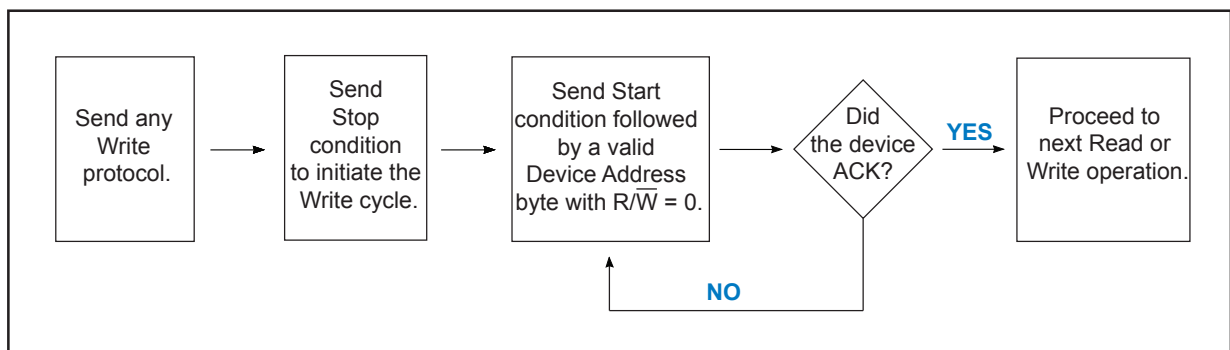 Send any
Write
protocol.
Send
Stop
condition
to initiate the
Write cycle.
Send Start
condition followed
by a valid
Device Address
byte with R/W̅ = 0.
Did
the device
ACK?
YES
Proceed to
next Read or
Write operation.
NO